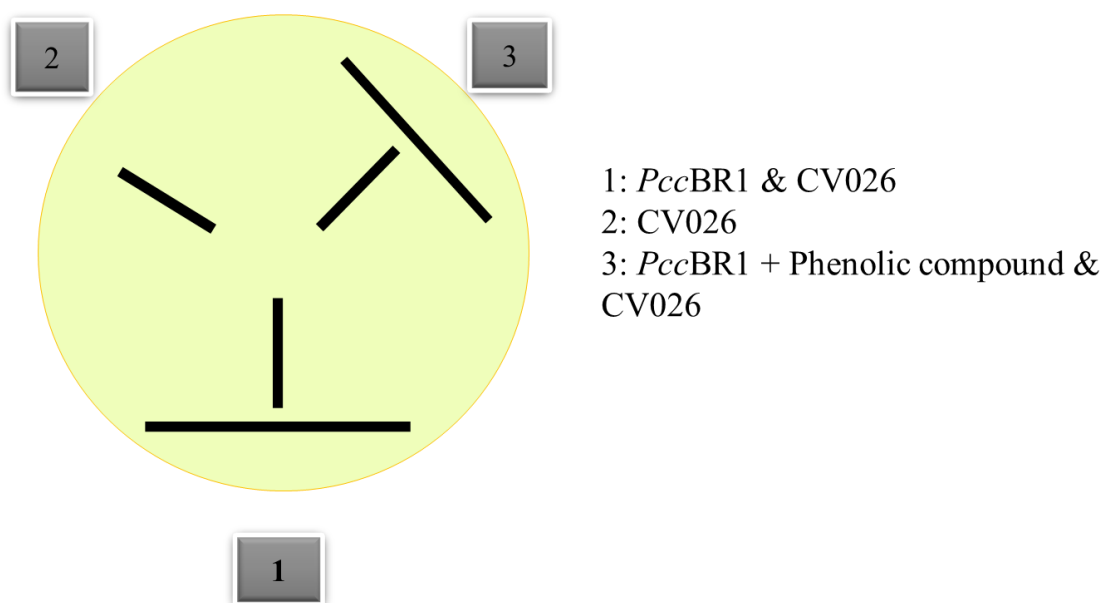 2
3
1: PccBR1 & CV026
2: CV026
3: PccBR1 + Phenolic compound &
CV026
1